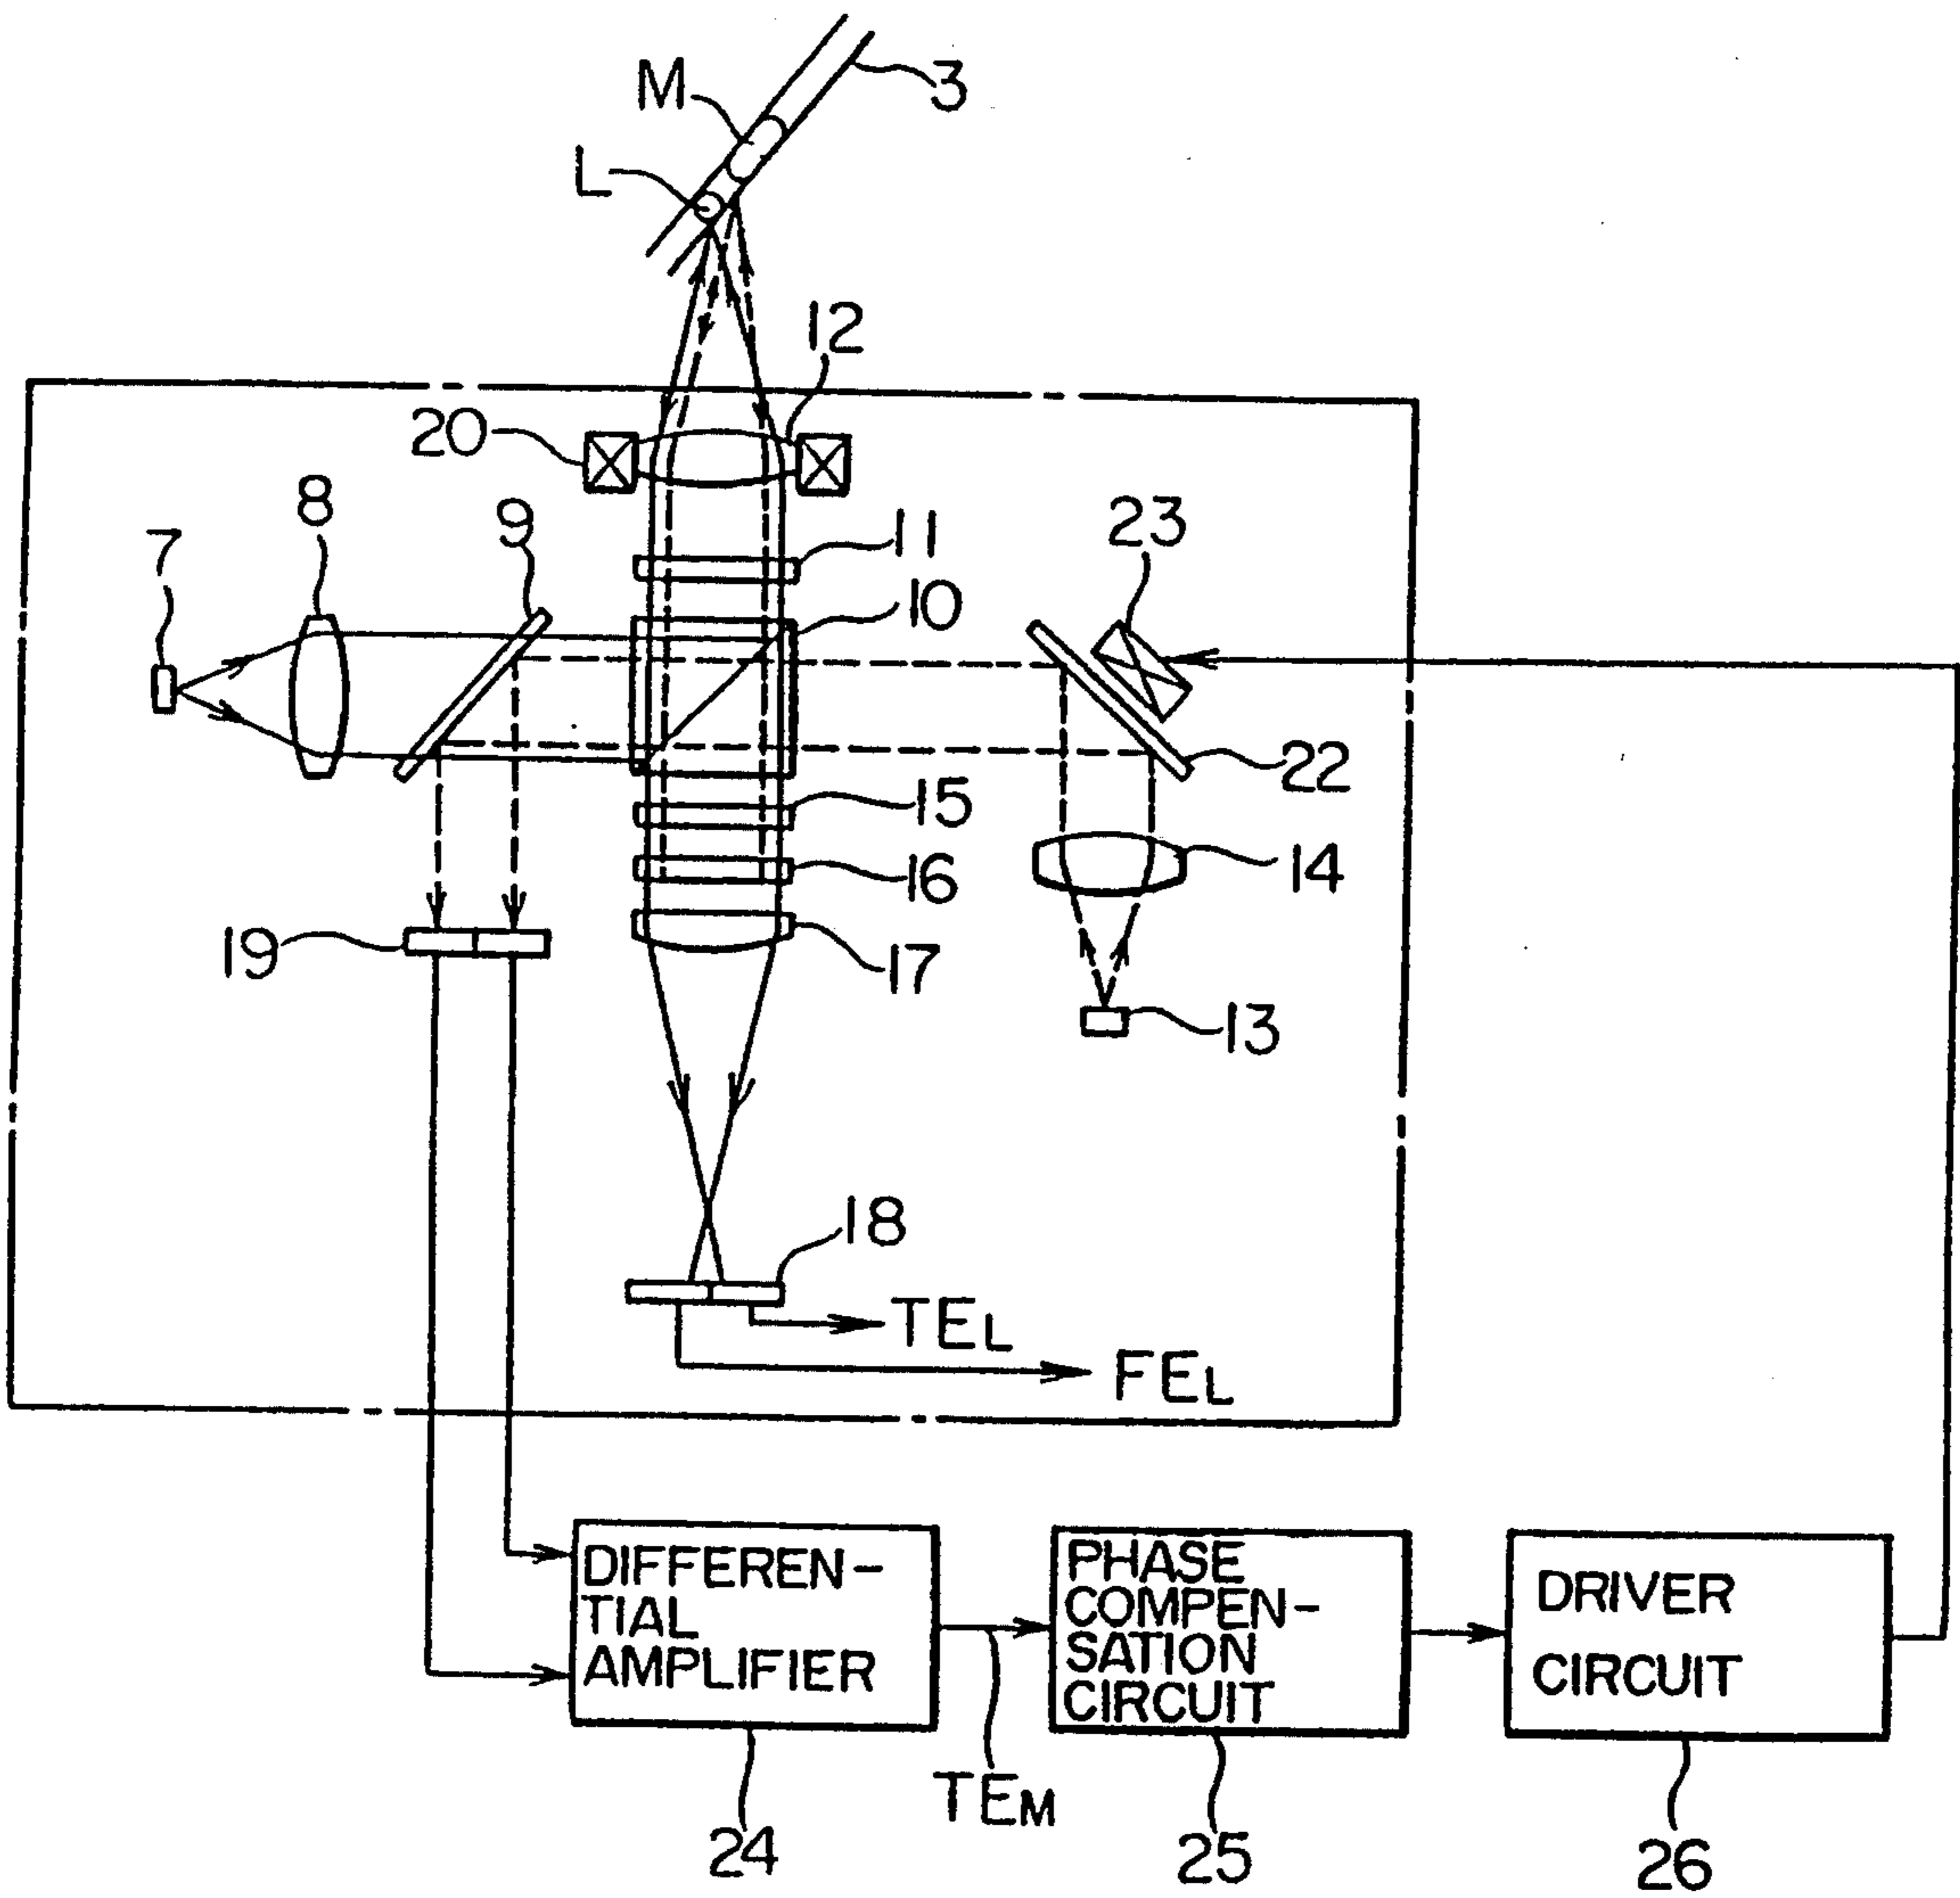 M
3
L
12
20
8
9
7
23
11
10
22
15
14
16
19
17
13
18
TEL
FEL
DIFFEREN-
TIAL
AMPLIFIER
PHASE
COMPEN-
SATION
CIRCUIT
DRIVER
CIRCUIT
TEM
24
25
26